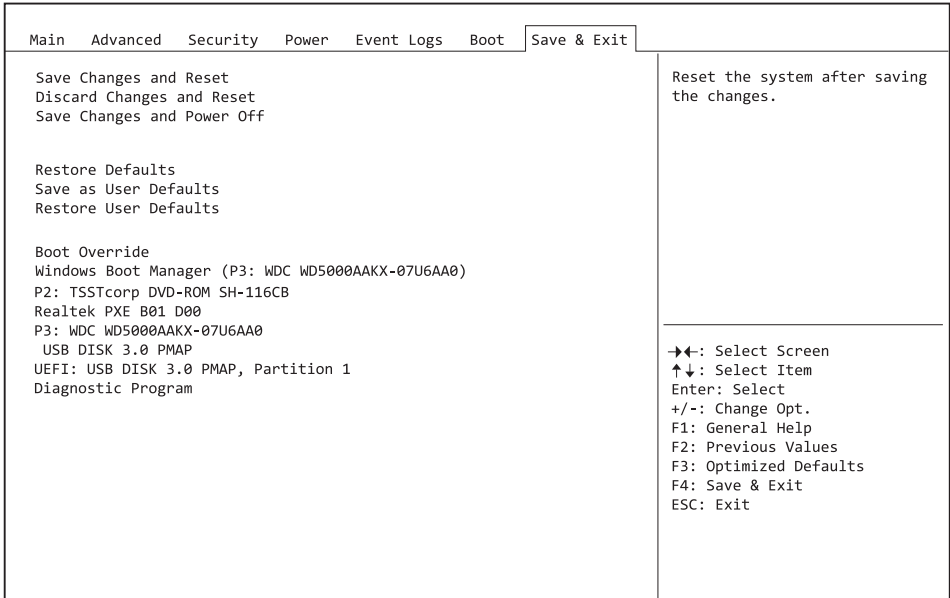 Main Advanced Security Power Event Logs Boot Save & Exit
Save Changes and Reset
Discard Changes and Reset
Save Changes and Power Off
Restore Defaults
Save as User Defaults
Restore User Defaults
Boot Override
Windows Boot Manager (P3: WDC WD5000AAKX-07U6AA0)
P2: TSSTcorp DVD-ROM SH-116CB
Realtek PXE B01 D00
P3: WDC WD5000AAKX-07U6AA0
USB DISK 3.0 PMAP
UEFI: USB DISK 3.0 PMAP, Partition 1
Diagnostic Program
Reset the system after saving
the changes.
→←: Select Screen
↑↓: Select Item
Enter: Select
+/-: Change Opt.
F1: General Help
F2: Previous Values
F3: Optimized Defaults
F4: Save & Exit
ESC: Exit